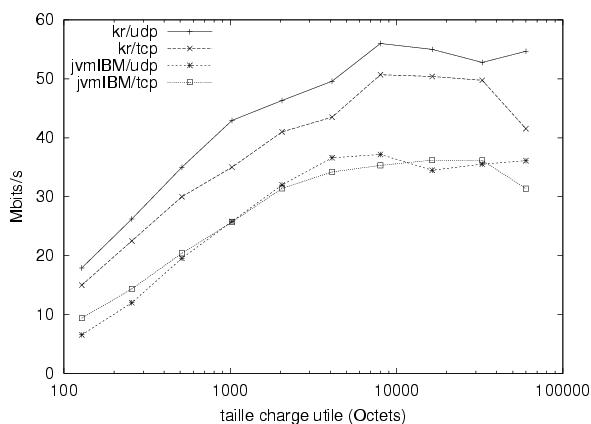 60
50
40
30
20
10
0
Mbits/s
kr/udp
kr/tcp
jvmIBM/udp
jvmIBM/tcp
100 1000 10000 100000
taille charge utile (Octets)